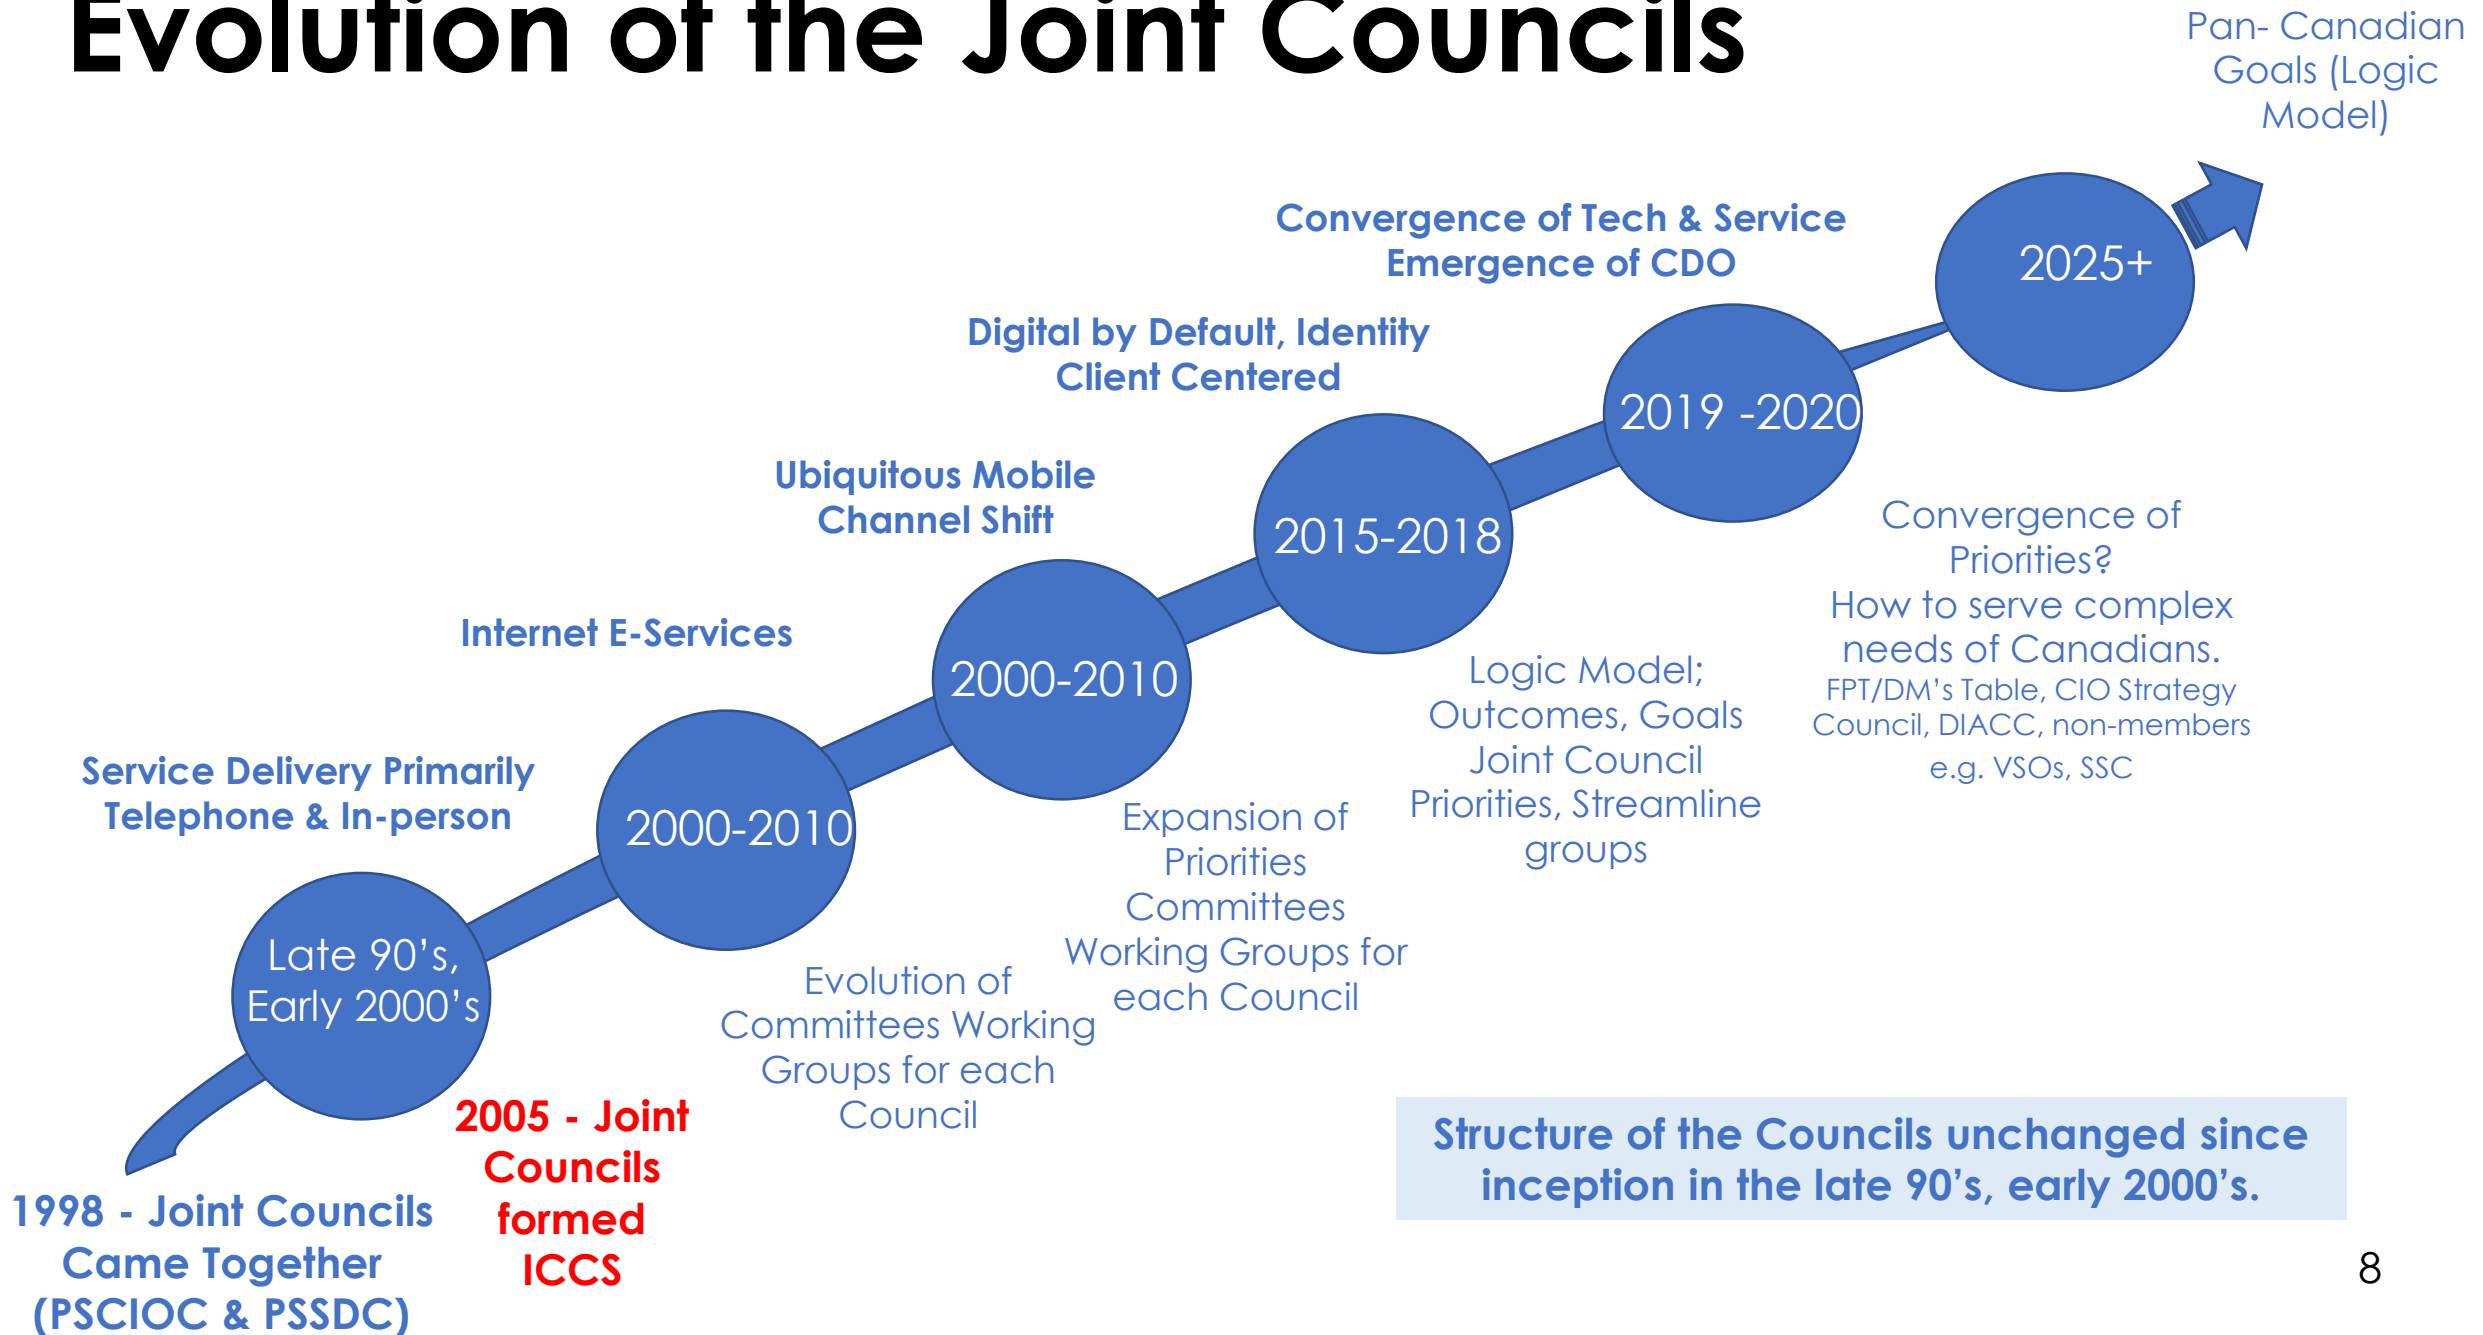 Evolution of the Joint Councils
Pan- Canadian
Goals (Logic
Model)
Convergence of Tech & Service
Emergence of CDO
2025+
Digital by Default, Identity
Client Centered
2019 -2020
Ubiquitous Mobile
Channel Shift
2015-2018
Convergence of
Priorities?
How to serve complex
needs of Canadians.
FPT/DM’s Table, CIO Strategy
Council, DIACC, non-members
e.g. VSOs, SSC
Internet E-Services
2000-2010
Logic Model;
Outcomes, Goals
Joint Council
Priorities, Streamline
groups
Service Delivery Primarily
Telephone & In-person
2000-2010
Expansion of
Priorities
Committees
Working Groups for
each Council
Late 90’s,
Early 2000’s
Evolution of
Committees Working
Groups for each
Council
2005 - Joint
Councils
formed
ICCS
1998 - Joint Councils
Came Together
(PSCIOC & PSSDC)
Structure of the Councils unchanged since
inception in the late 90’s, early 2000’s.
8